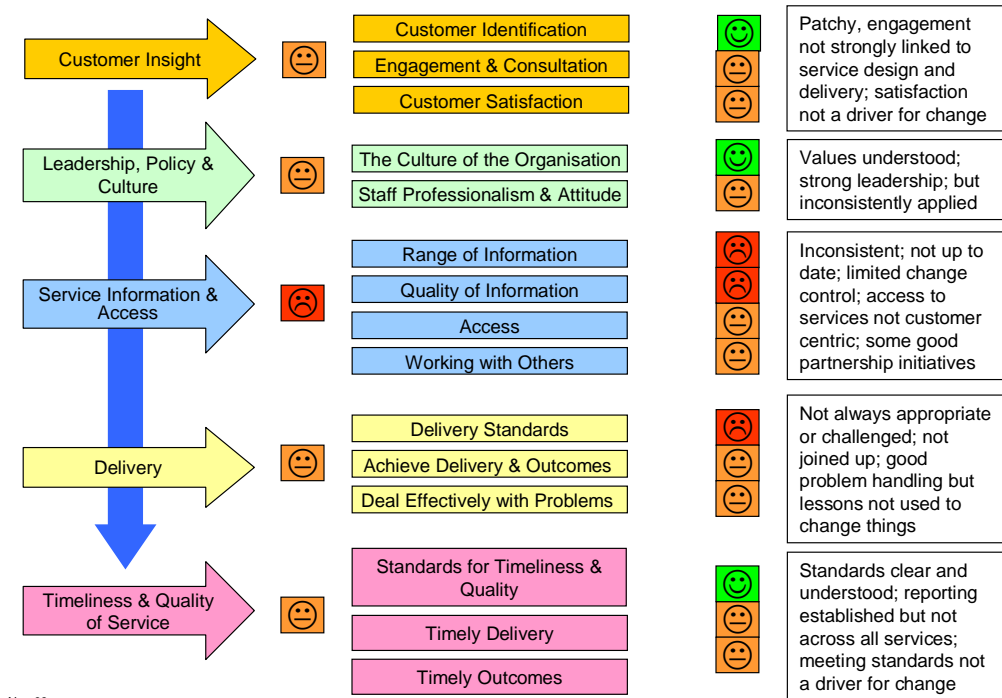 Customer Insight
Customer Identification
Engagement & Consultation
Customer Satisfaction
Patchy, engagement
not strongly linked to
service design and
delivery; satisfaction
not a driver for change
Leadership, Policy &
Culture
The Culture of the Organisation
Staff Professionalism & Attitude
Values understood;
strong leadership; but
inconsistently applied
Service Information &
Access
Range of Information
Quality of Information
Access
Working with Others
Inconsistent; not up to
date; limited change
control; access to
services not customer
centric; some good
partnership initiatives
Delivery
Delivery Standards
Achieve Delivery & Outcomes
Deal Effectively with Problems
Not always appropriate
or challenged; not
joined up; good
problem handling but
lessons not used to
change things
Timeliness & Quality
of Service
Standards for Timeliness &
Quality
Timely Delivery
Timely Outcomes
Standards clear and
understood; reporting
established but not
across all services;
meeting standards not
a driver for change